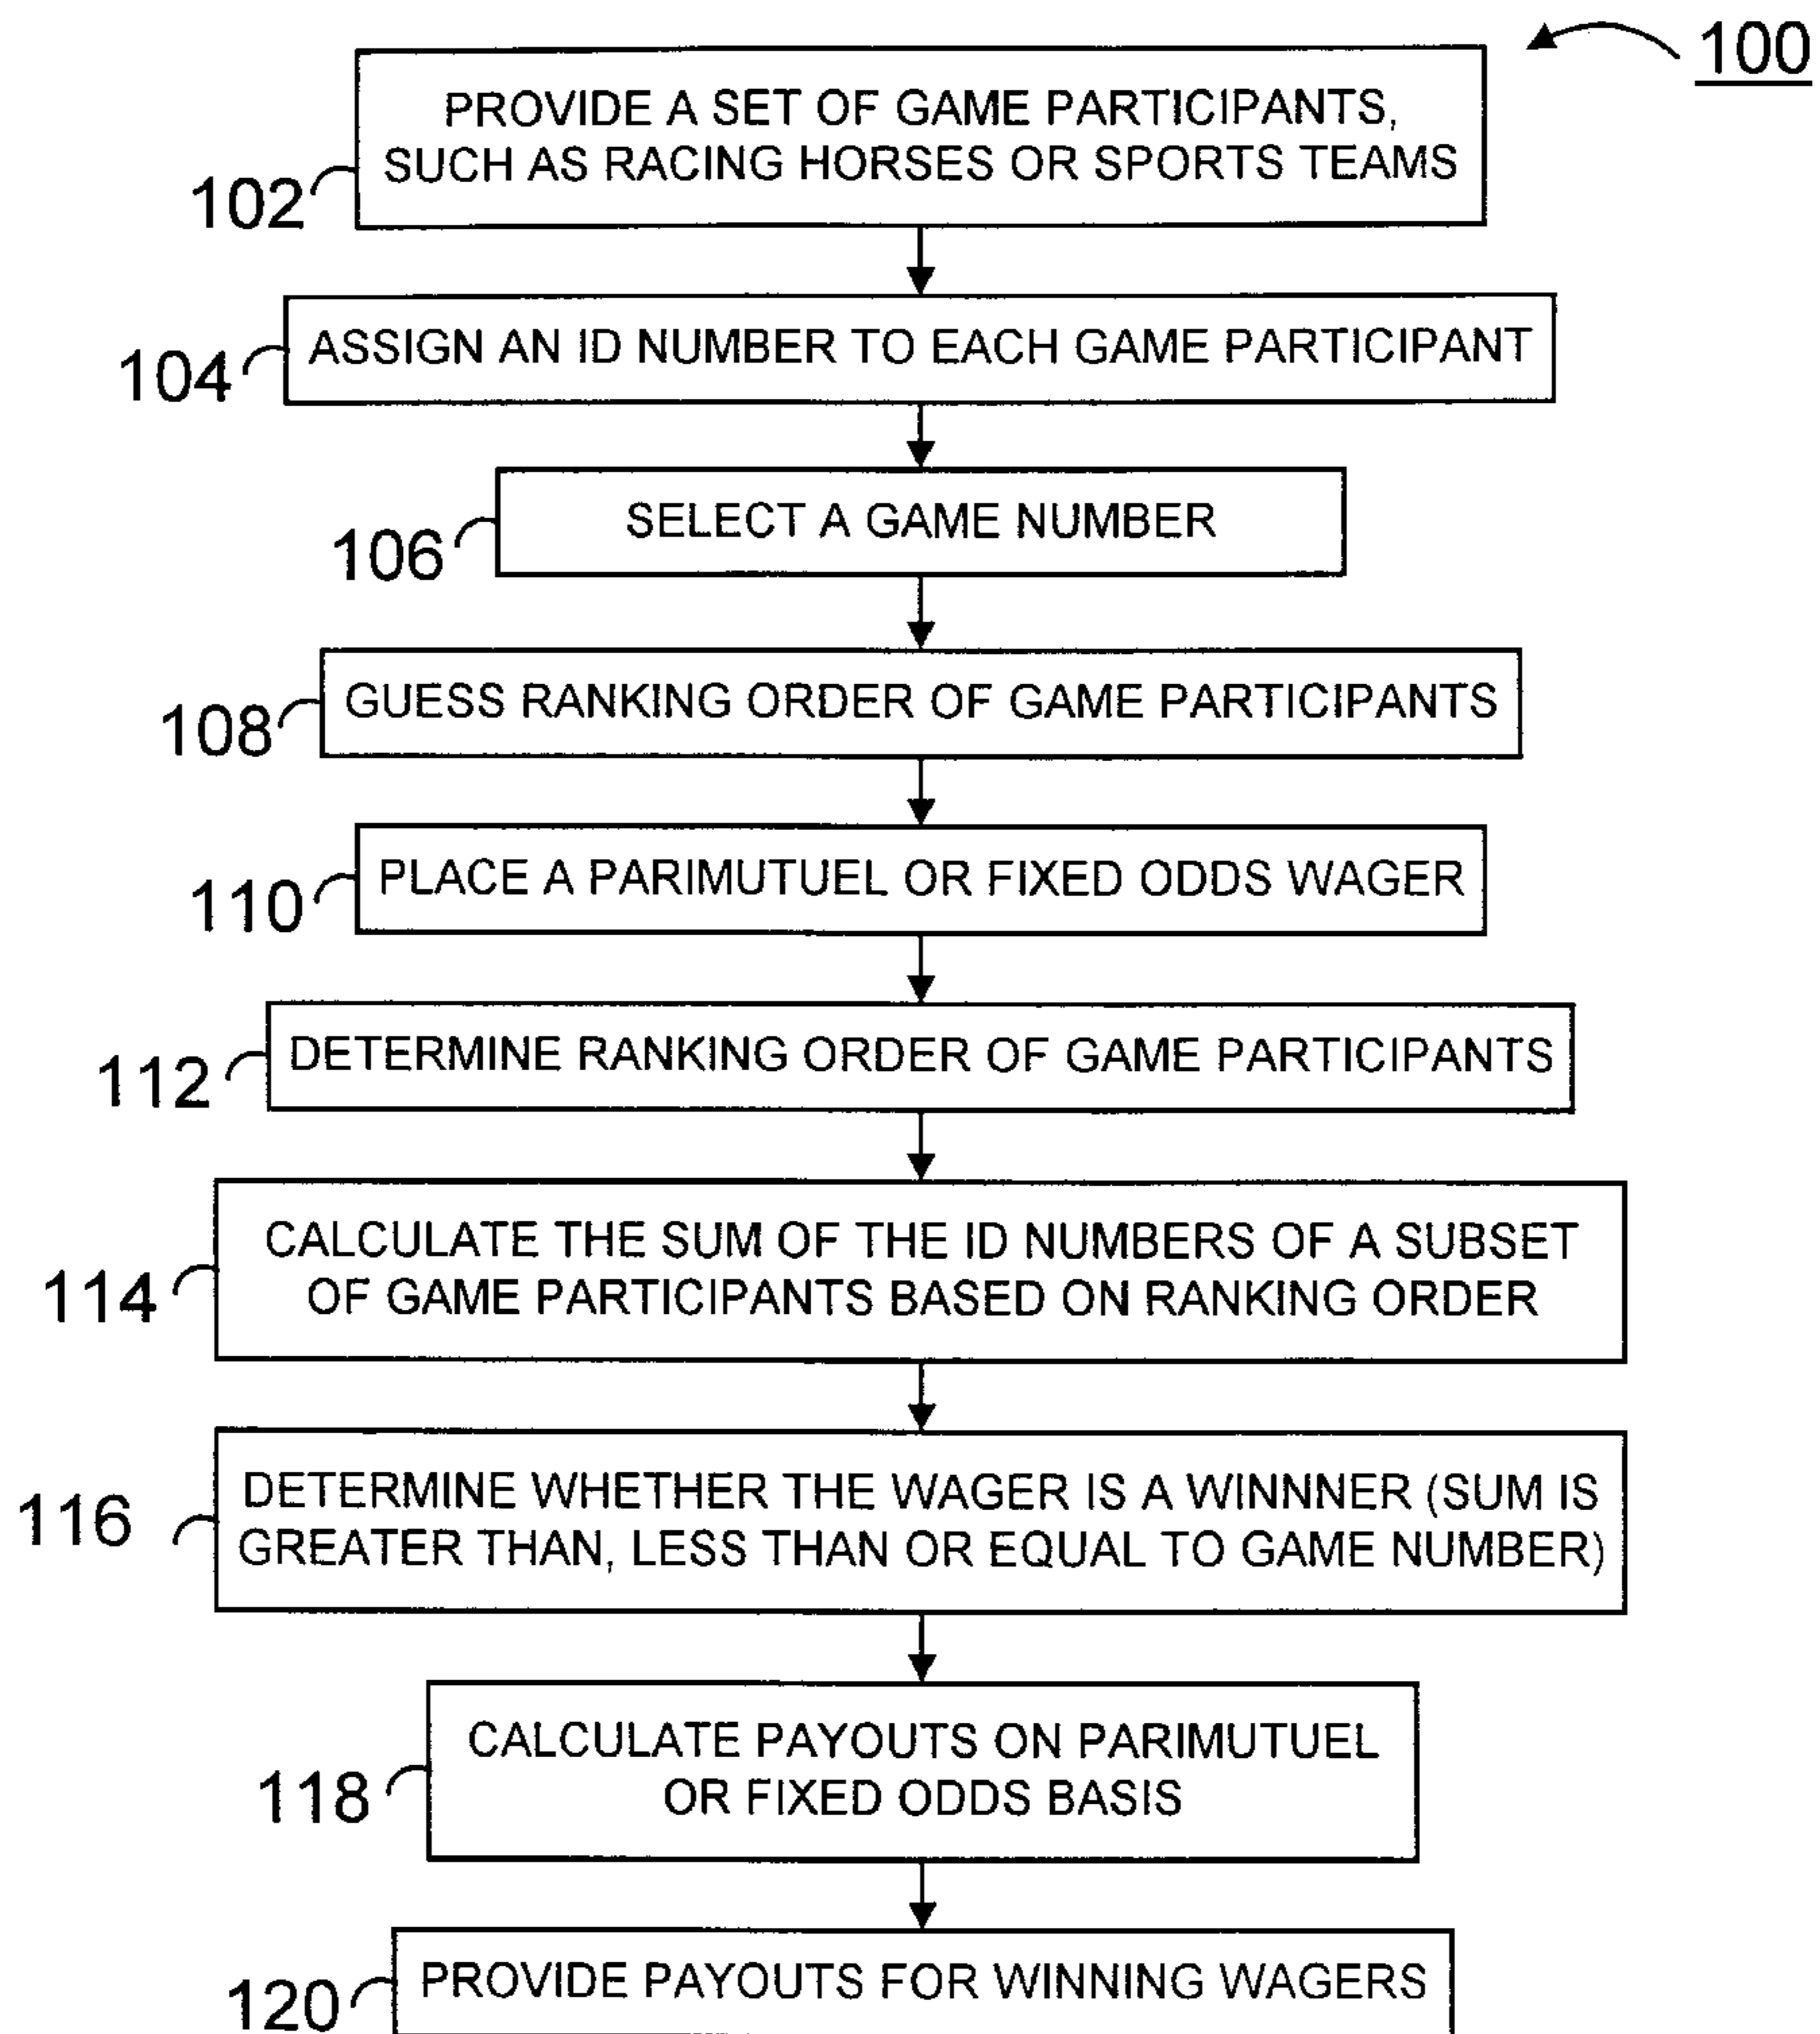 100
PROVIDE A SET OF GAME PARTICIPANTS,
SUCH AS RACING HORSES OR SPORTS TEAMS
102
ASSIGN AN ID NUMBER TO EACH GAME PARTICIPANT
104
SELECT A GAME NUMBER
106
GUESS RANKING ORDER OF GAME PARTICIPANTS
108
PLACE A PARIMUTUEL OR FIXED ODDS WAGER
110
DETERMINE RANKING ORDER OF GAME PARTICIPANTS
112
CALCULATE THE SUM OF THE ID NUMBERS OF A SUBSET
OF GAME PARTICIPANTS BASED ON RANKING ORDER
114
DETERMINE WHETHER THE WAGER IS A WINNNER (SUM IS
GREATER THAN, LESS THAN OR EQUAL TO GAME NUMBER)
116
CALCULATE PAYOUTS ON PARIMUTUEL
OR FIXED ODDS BASIS
118
PROVIDE PAYOUTS FOR WINNING WAGERS
120